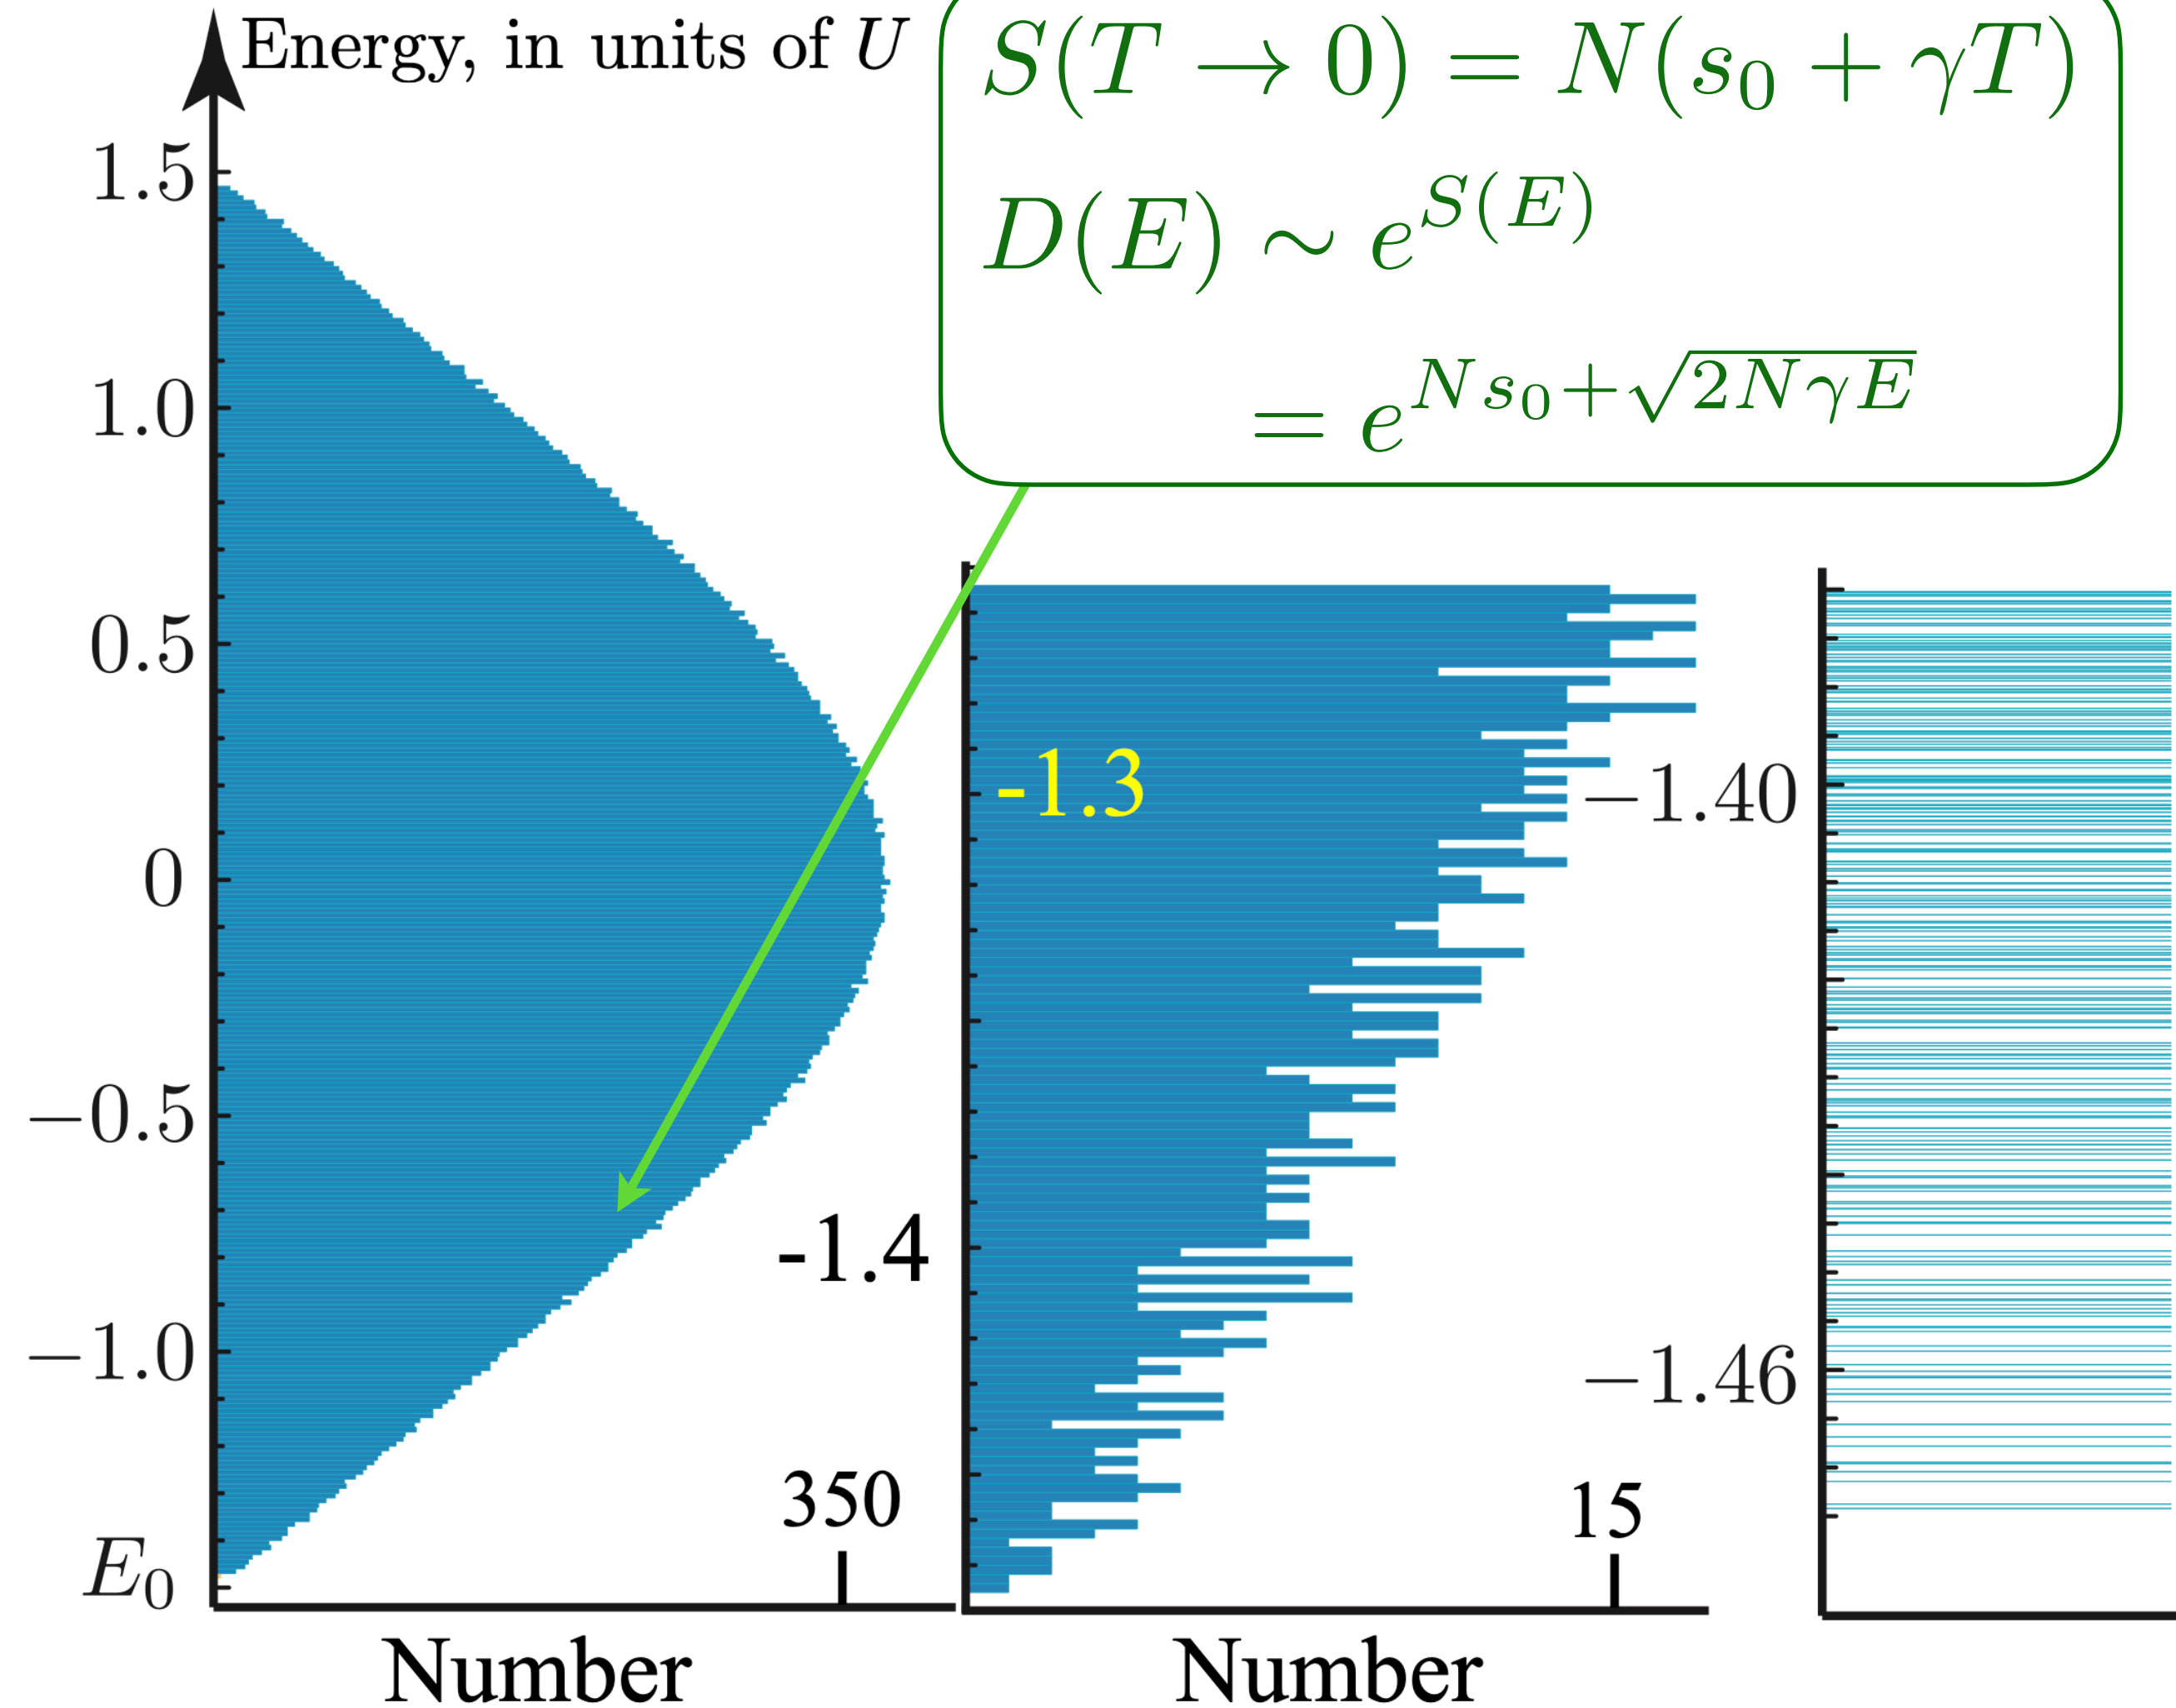 Energy, in units of U
1.5
1.0
0.5
0
−0.5
−1.0
E₀
350
Number
S(T → 0) = N(s₀ + γT)
D(E) ∼ e^{S(E)}
= e^{Ns₀+√(2NγE)}
-1.3
-1.4
15
Number
−1.40
−1.46